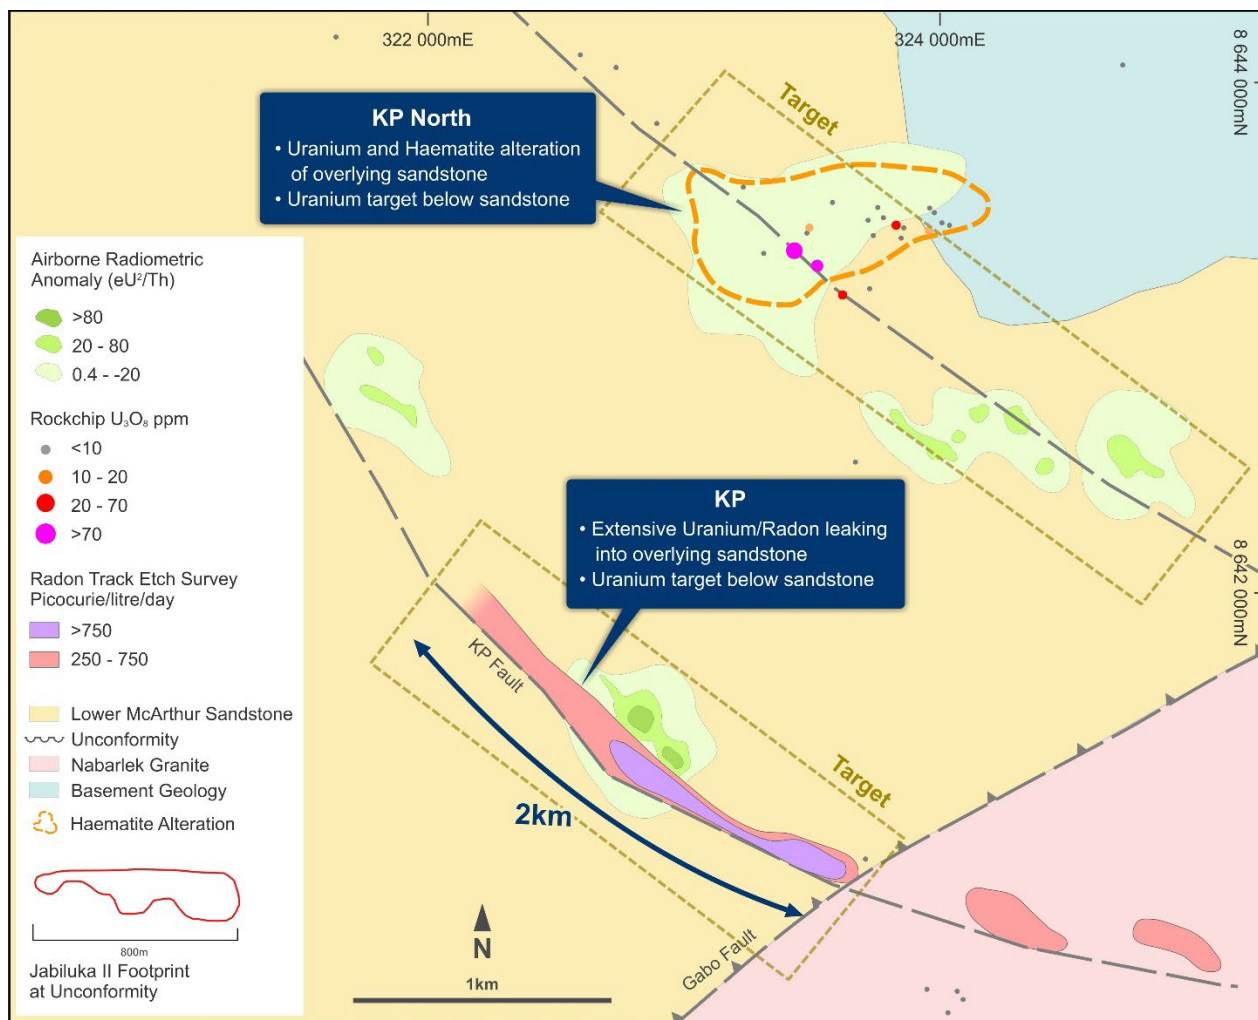 322 000mE
324 000mE
8 644 000mN
Target
KP North
• Uranium and Haematite alteration
of overlying sandstone
• Uranium target below sandstone
Airborne Radiometric
Anomaly (eU²/Th)
>80
20 - 80
0.4 - -20
Rockchip U₃O₈ ppm
<10
10 - 20
20 - 70
>70
Radon Track Etch Survey
Picocurie/litre/day
>750
250 - 750
Lower McArthur Sandstone
Unconformity
Nabarlek Granite
Basement Geology
Haematite Alteration
800m
Jabiluka II Footprint
at Unconformity
KP
• Extensive Uranium/Radon leaking
into overlying sandstone
• Uranium target below sandstone
8 642 000mN
KP Fault
Target
2km
Gabo Fault
N
1km